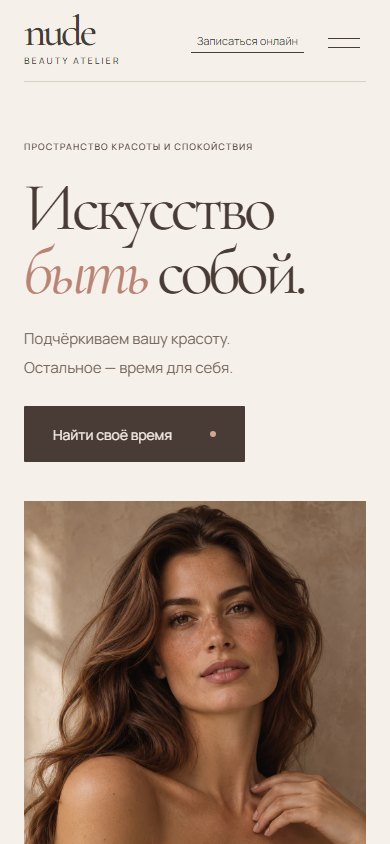 nude
BEAUTY ATELIER
Записаться онлайн
ПРОСТРАНСТВО КРАСОТЫ И СПОКОЙСТВИЯ
Искусство
быть собой.
Подчёркиваем вашу красоту.
Остальное — время для себя.
Найти своё время